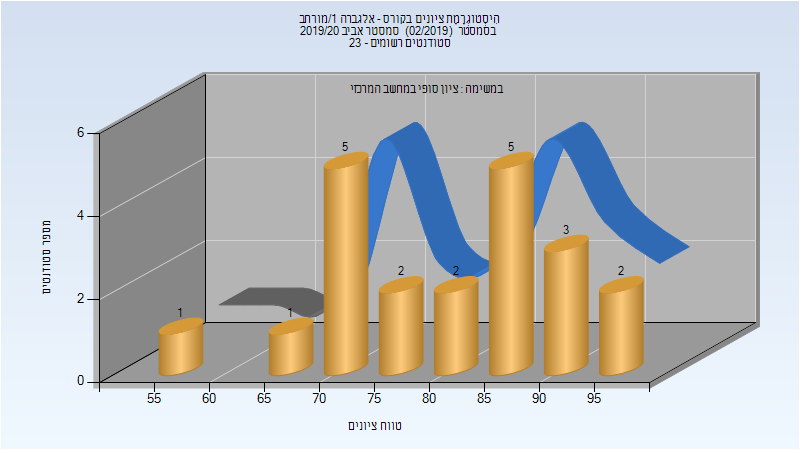 היסטוגרמת ציונים בקורס - אלגברה 1/מורחב
בסמסטר (02/2019) סמסטר אביב 2019/20
סטודנטים רשומים - 23
במשימה : ציון סופי במחשב המרכזי
מספר סטודנטים
6
4
2
0
1
1
5
2
2
5
3
2
55 60 65 70 75 80 85 90 95
טווח ציונים